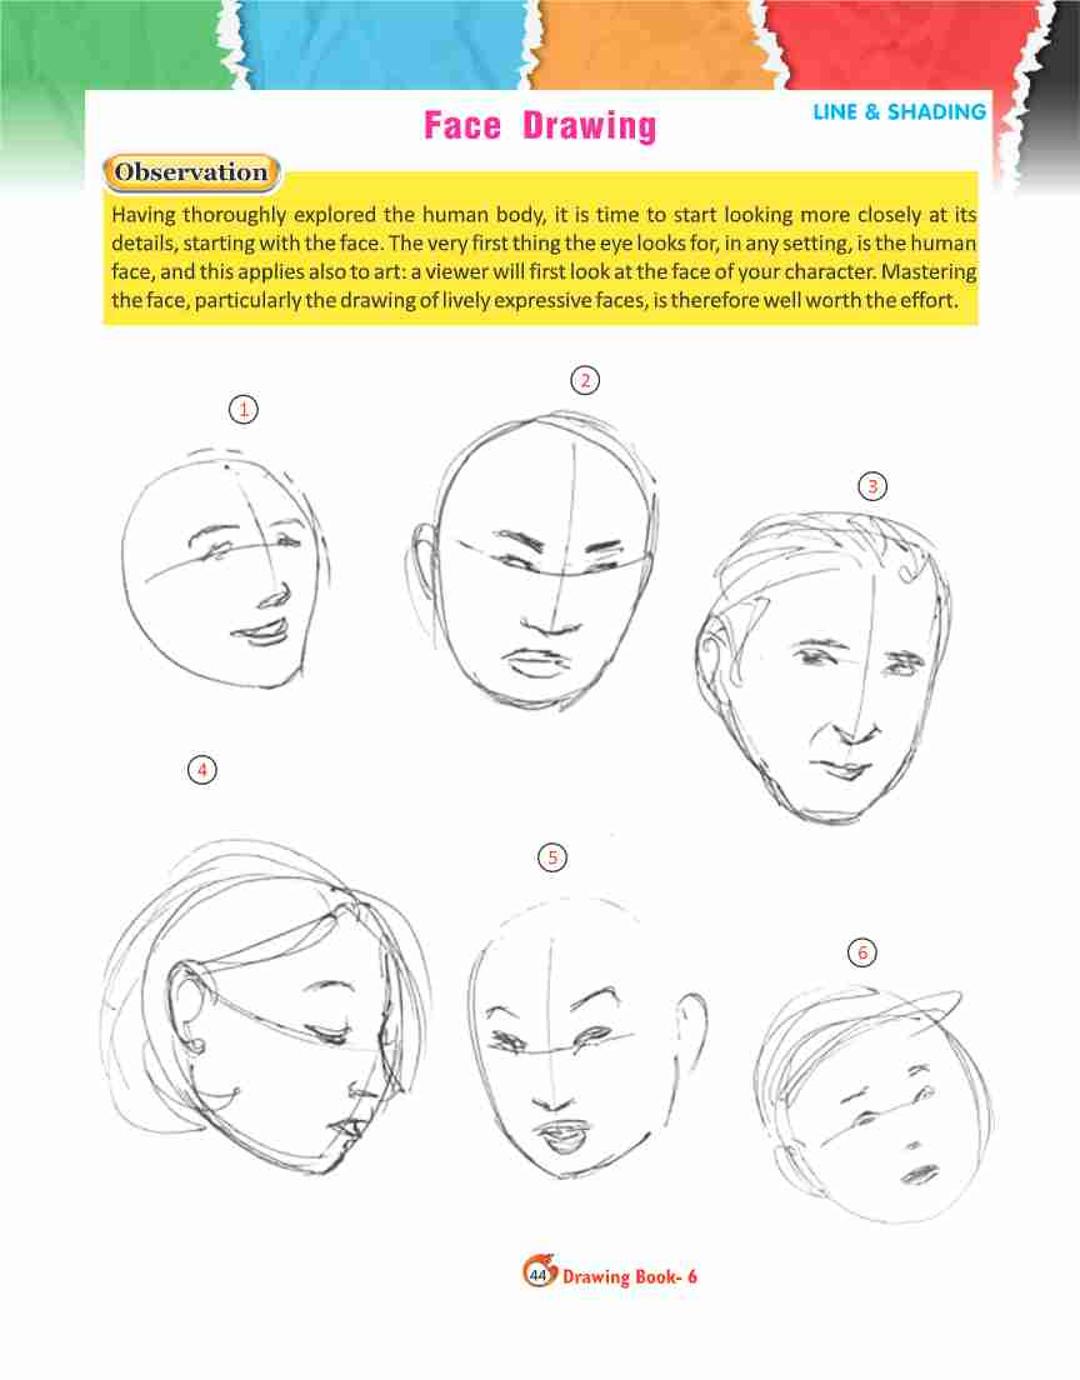 LINE & SHADING
Face Drawing
Observation
Having thoroughly explored the human body, it is time to start looking more closely at its
details, starting with the face. The very first thing the eye looks for, in any setting, is the human
face, and this applies also to art: a viewer will first look at the face of your character. Mastering
the face, particularly the drawing of lively expressive faces, is therefore well worth the effort.
1
2
3
4
5
6
44 Drawing Book- 6